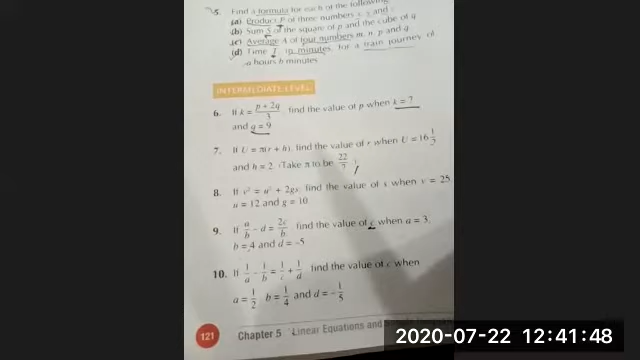 5. Find a formula for each of the following
(a) Product P of three numbers x, y and
(b) Sum S of the square of p and the cube of q
(c) Average A of four numbers m, n, p and q
(d) Time T in minutes, for a train journey of
a hours b minutes
INTERMEDIATE LEVEL
6. If k = (p + 2q)/3, find the value of p when k = 7
and q = 9
7. If U = π(r + h), find the value of r when U = 16 1/2
and h = 2. (Take π to be 22/7.)
8. If v² = u² + 2gs, find the value of s when v = 25,
u = 12 and g = 10
9. If a/b - d = 2c/b, find the value of c when a = 3,
b = 4 and d = -5
10. If 1/a - 1/b = 1/c + 1/d, find the value of c when
a = 1/2, b = 1/4 and d = -1/5
121 Chapter 5 Linear Equations and
2020-07-22 12:41:48